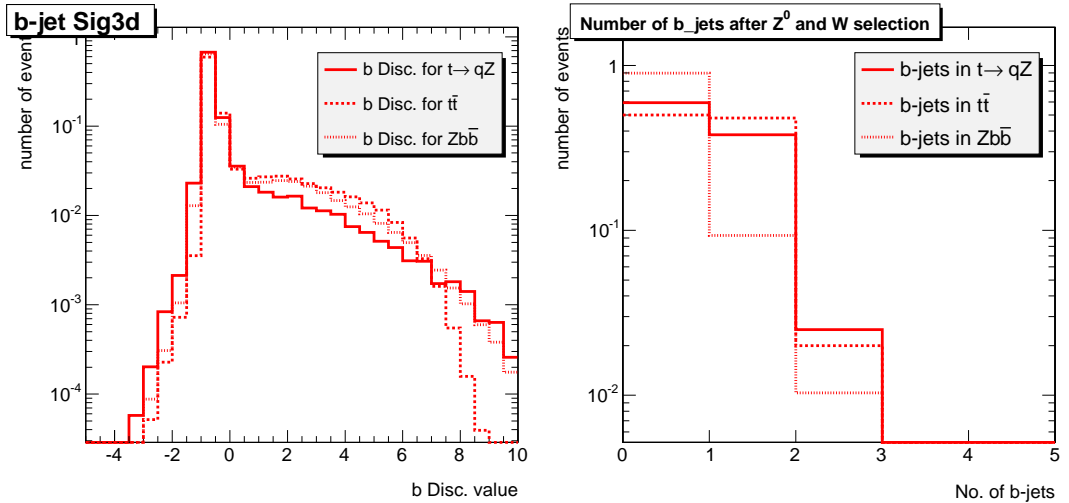 b-jet Sig3d
number of events
b Disc. for t→ qZ
b Disc. for tt̄
b Disc. for Zbb̄
10⁻¹
10⁻²
10⁻³
10⁻⁴
-4 -2 0 2 4 6 8 10
b Disc. value
Number of b_jets after Z⁰ and W selection
number of events
b-jets in t→ qZ
b-jets in tt̄
b-jets in Zbb̄
1
10⁻¹
10⁻²
0 1 2 3 4 5
No. of b-jets